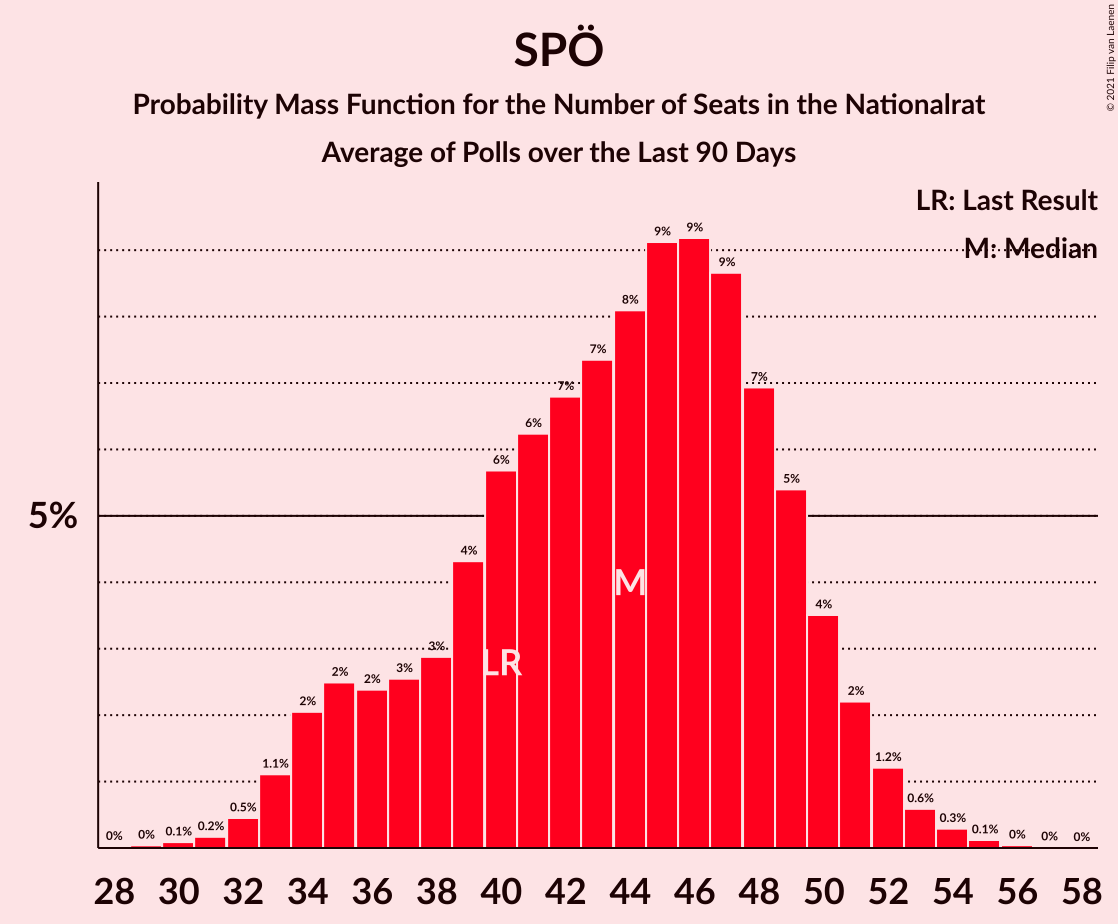 SPÖ
Probability Mass Function for the Number of Seats in the Nationalrat
Average of Polls over the Last 90 Days
© 2021 Filip van Laenen
LR: Last Result
M: Median
5%
0% 0% 0.1% 0.2% 0.5% 1.1% 2% 2% 2% 3% 3% 4% 6% 6% 7% 7% 8% 9% 9% 9% 7% 5% 4% 2% 1.2% 0.6% 0.3% 0.1% 0% 0% 0%
M
LR
28 30 32 34 36 38 40 42 44 46 48 50 52 54 56 58